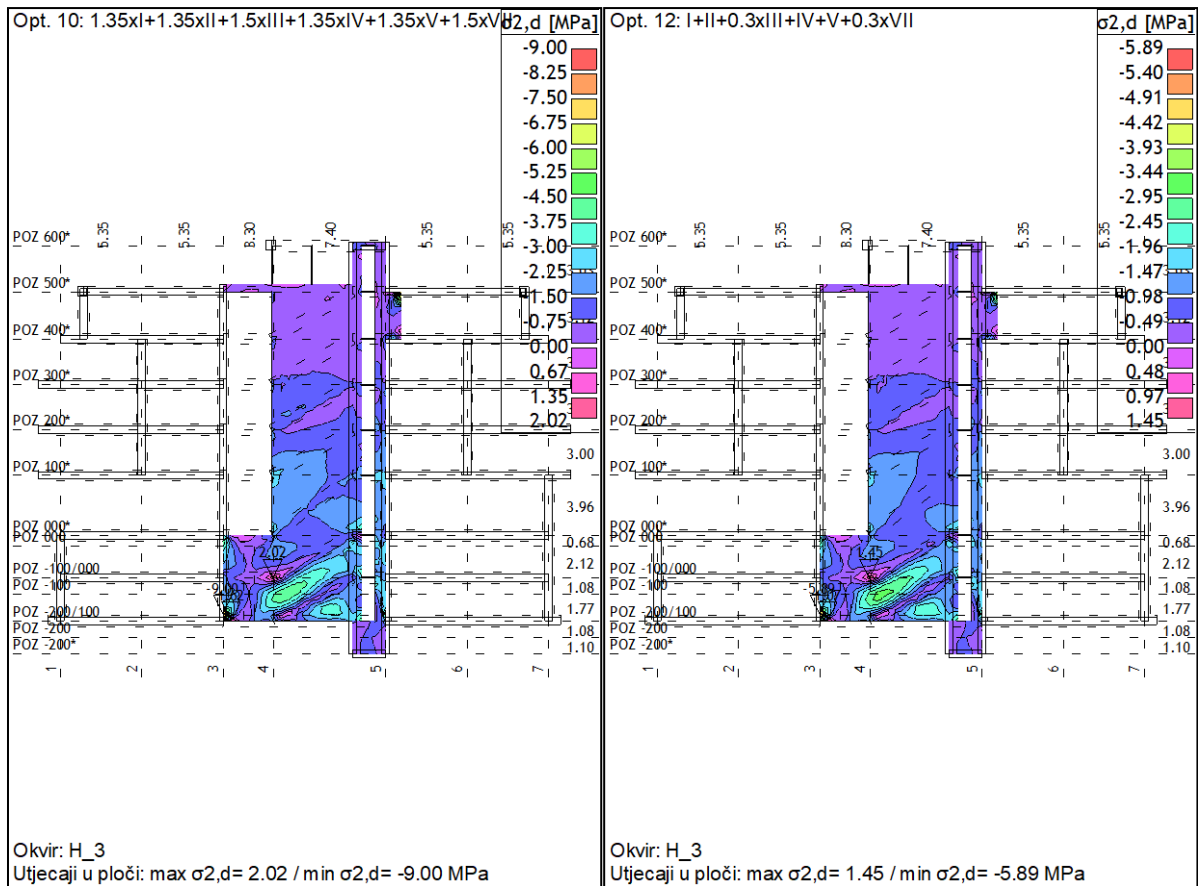 Opt. 10: 1.35xI+1.35xII+1.5xIII+1.35xIV+1.35xV+1.5xVII
σ2,d [MPa]
-9.00
-8.25
-7.50
-6.75
-6.00
-5.25
-4.50
-3.75
-3.00
-2.25
-1.50
-0.75
0.00
0.67
1.35
2.02
5.35
5.35
8.30
7.40
5.35
5.35
POZ 600*
POZ 500*
POZ 400*
POZ 300*
POZ 200*
POZ 100*
POZ 000*
POZ 000
POZ -100/000
POZ -100
POZ -200/100
POZ -200
POZ -200*
3.00
3.96
0.68
2.12
1.08
1.77
1.08
1.10
2.02
1
2
3
4
5
6
7
Okvir: H_3
Utjecaji u ploči: max σ2,d= 2.02 / min σ2,d= -9.00 MPa
Opt. 12: I+II+0.3xIII+IV+V+0.3xVII
σ2,d [MPa]
-5.89
-5.40
-4.91
-4.42
-3.93
-3.44
-2.95
-2.45
-1.96
-1.47
-0.98
-0.49
0.00
0.48
0.97
1.45
5.35
5.35
8.30
7.40
5.35
5.35
POZ 600*
POZ 500*
POZ 400*
POZ 300*
POZ 200*
POZ 100*
POZ 000*
POZ 000
POZ -100/000
POZ -100
POZ -200/100
POZ -200
POZ -200*
3.00
3.96
0.68
2.12
1.08
1.77
1.08
1.10
1.45
1
2
3
4
5
6
7
Okvir: H_3
Utjecaji u ploči: max σ2,d= 1.45 / min σ2,d= -5.89 MPa